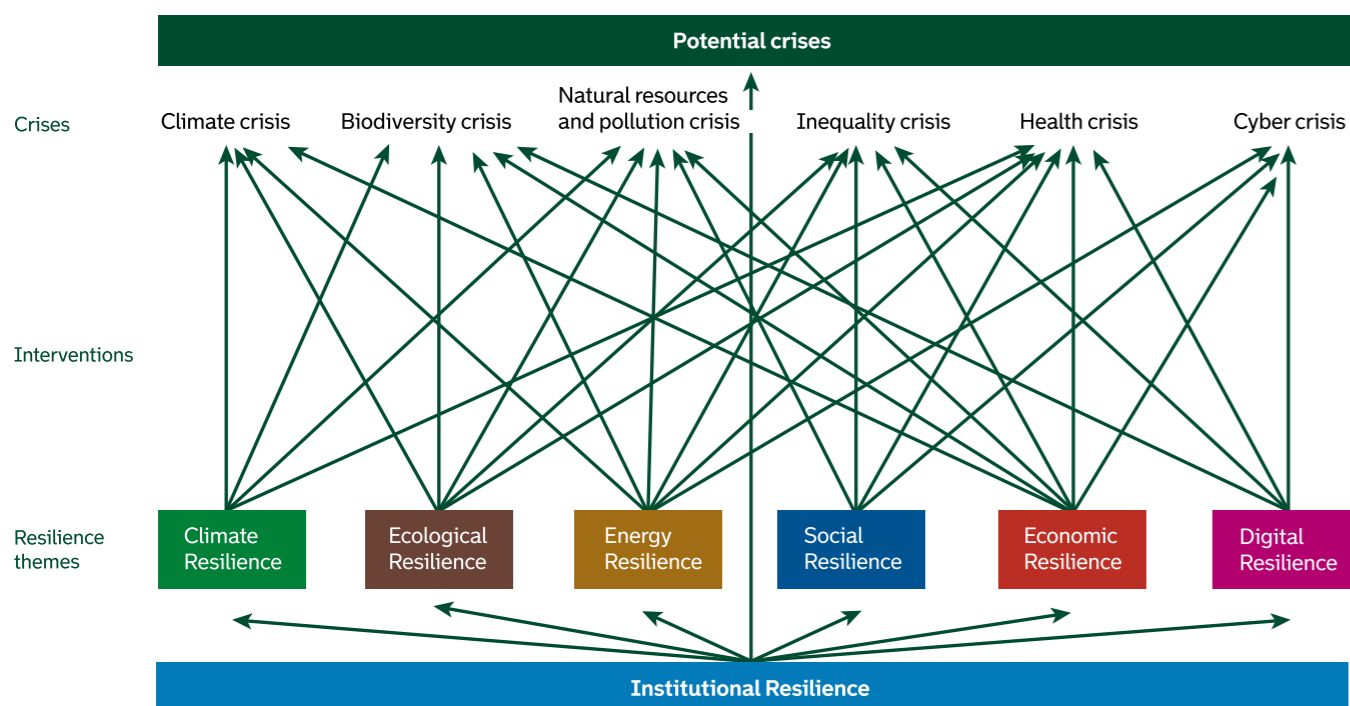 Potential crises
Crises
Climate crisis
Biodiversity crisis
Natural resources
and pollution crisis
Inequality crisis
Health crisis
Cyber crisis
Interventions
Resilience
themes
Climate
Resilience
Ecological
Resilience
Energy
Resilience
Social
Resilience
Economic
Resilience
Digital
Resilience
Institutional Resilience